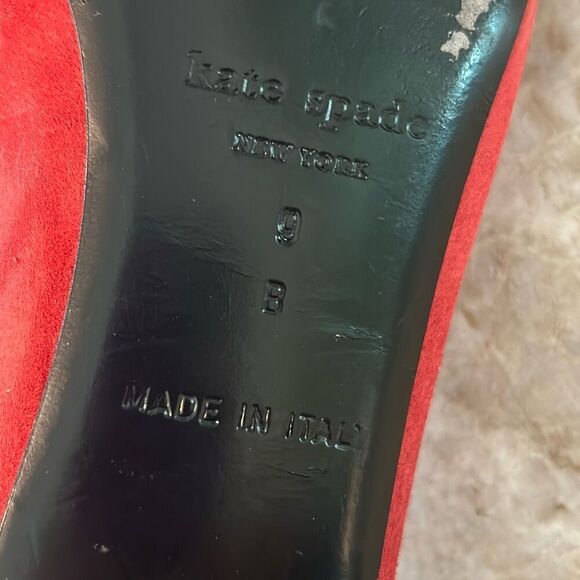 kate spade
NEW YORK
9
B
MADE IN ITALY